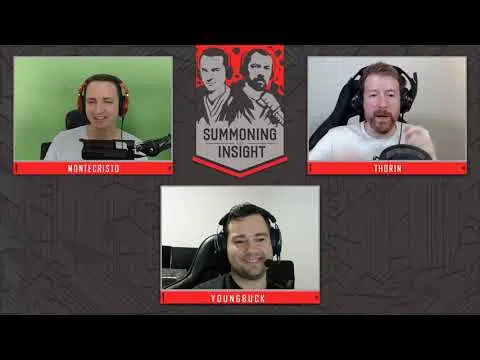 SUMMONING
INSIGHT
MONTECRISTO
THORIN
YOUNGBUCK